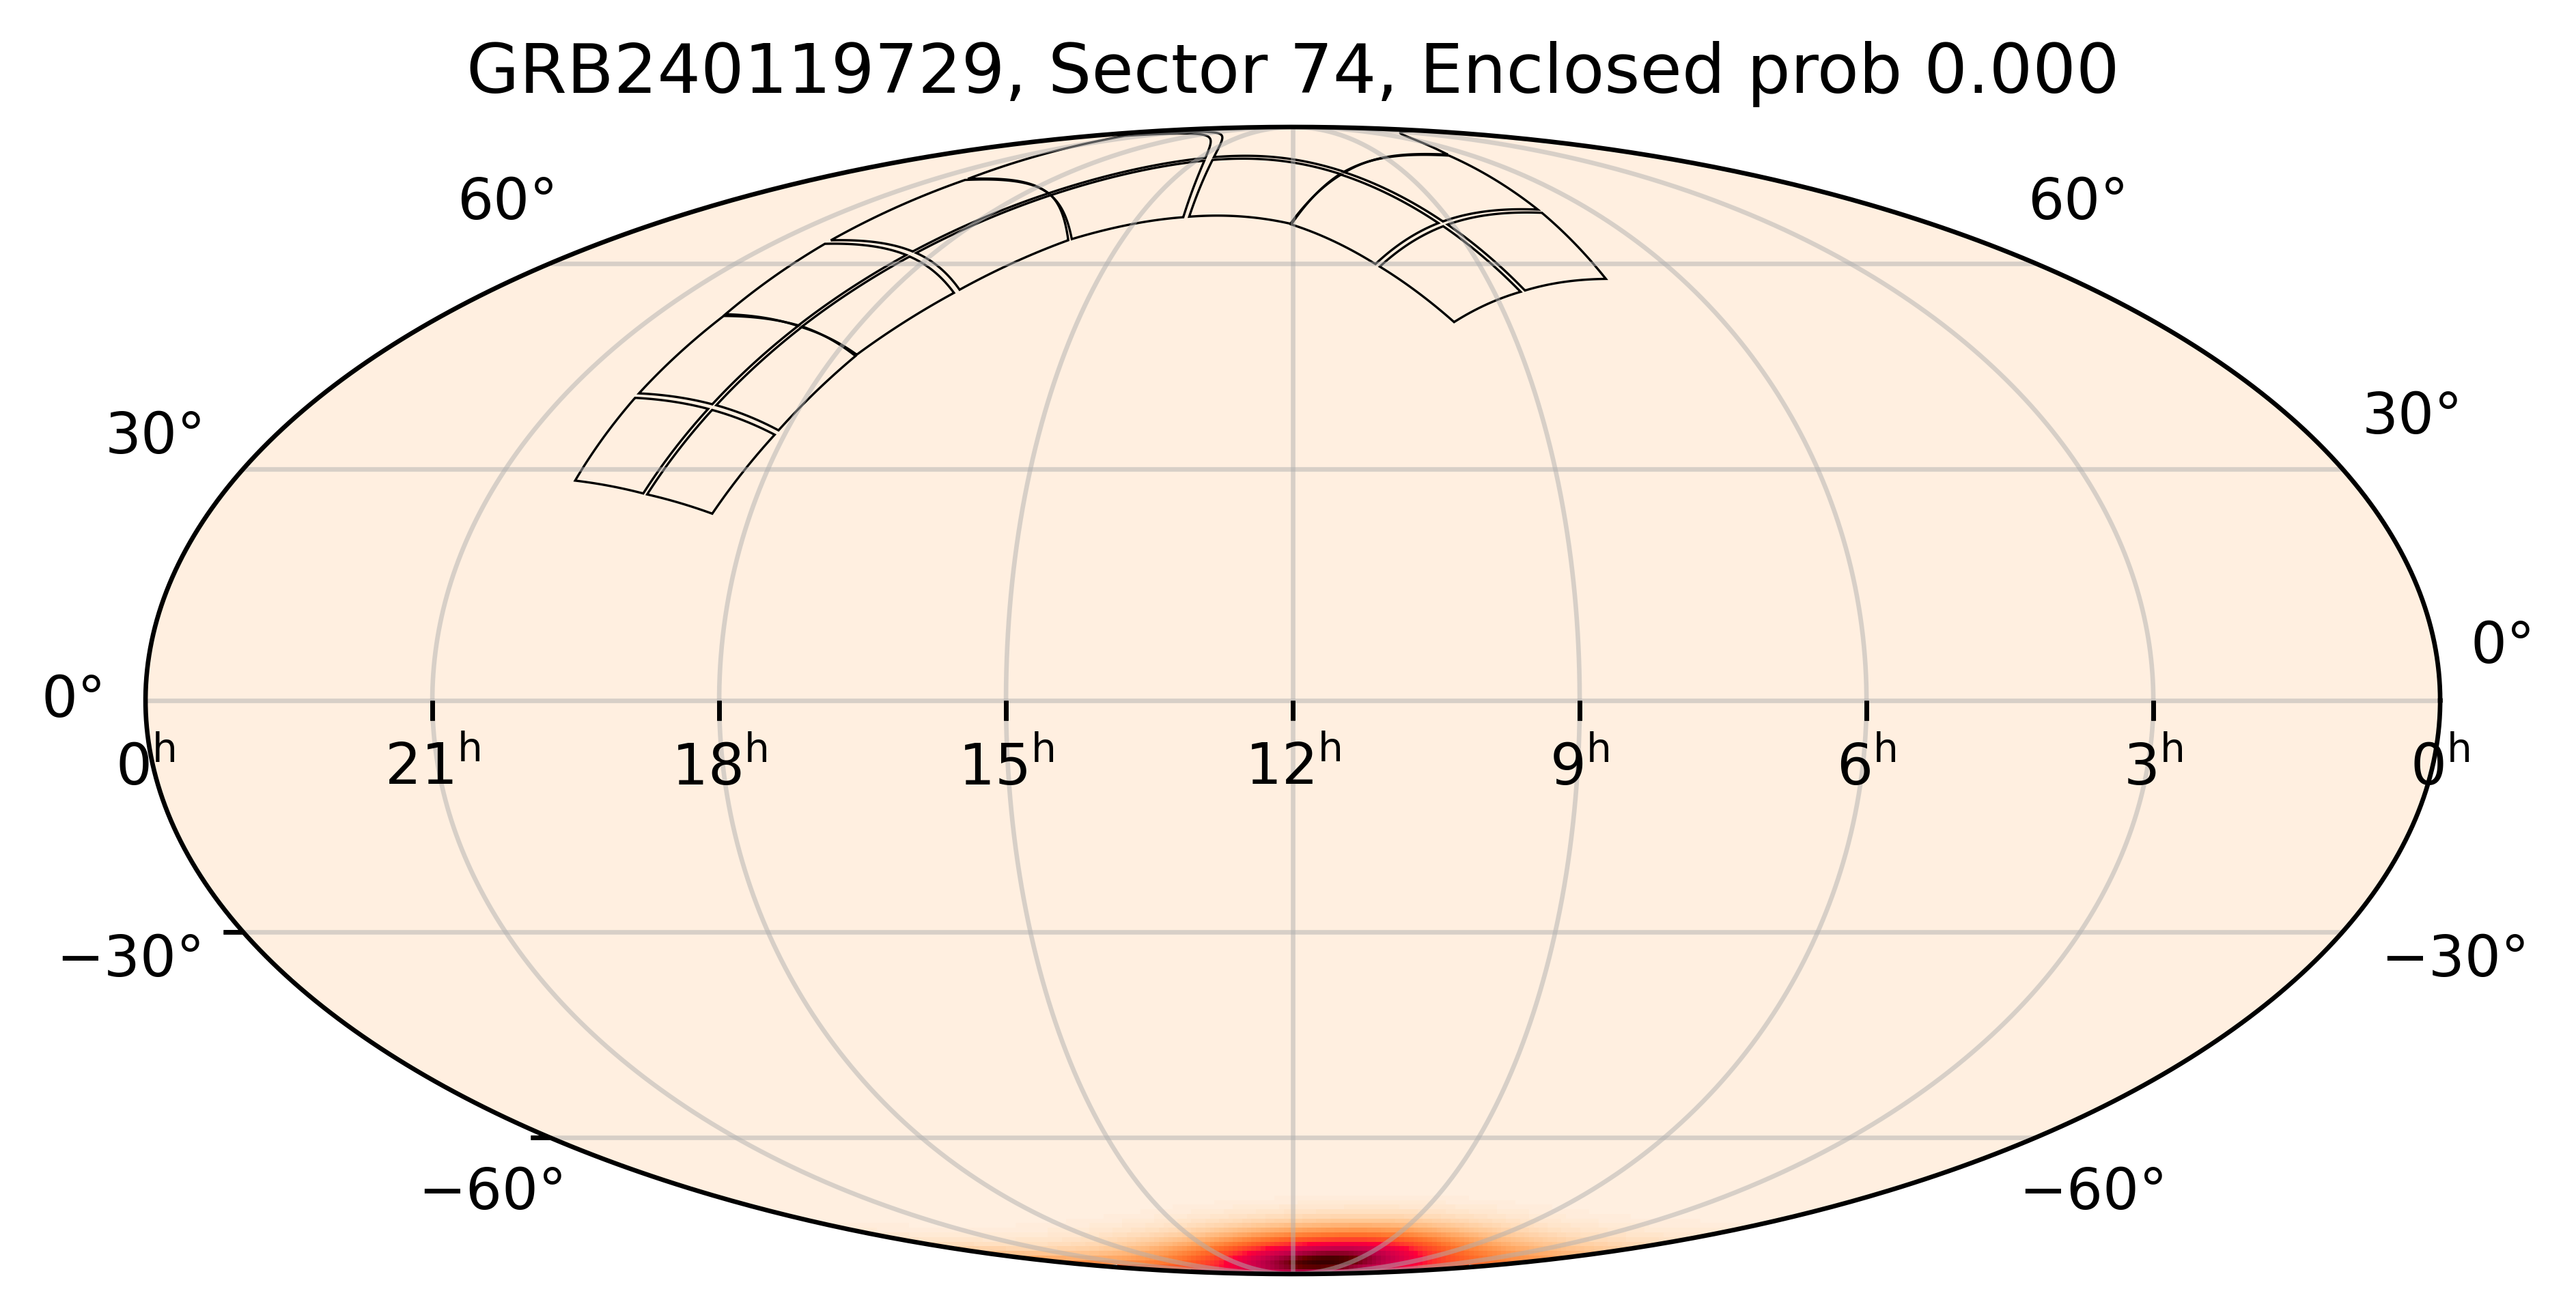 GRB240119729, Sector 74, Enclosed prob 0.000
60° 60°
30° 30°
0° 0°
0ʰ 21ʰ 18ʰ 15ʰ 12ʰ 9ʰ 6ʰ 3ʰ 0ʰ
−30° −30°
−60° −60°